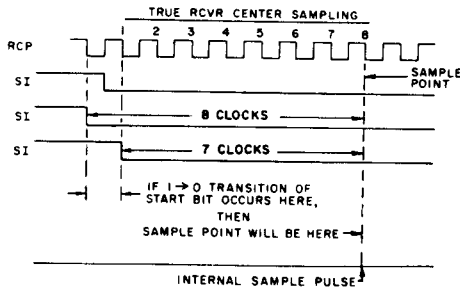 TRUE RCVR CENTER SAMPLING
2 3 4 5 6 7 8
RCP
SAMPLE
POINT
SI
SI
8 CLOCKS
SI
7 CLOCKS
IF 1→0 TRANSITION OF
START BIT OCCURS HERE,
THEN
SAMPLE POINT WILL BE HERE
INTERNAL SAMPLE PULSE